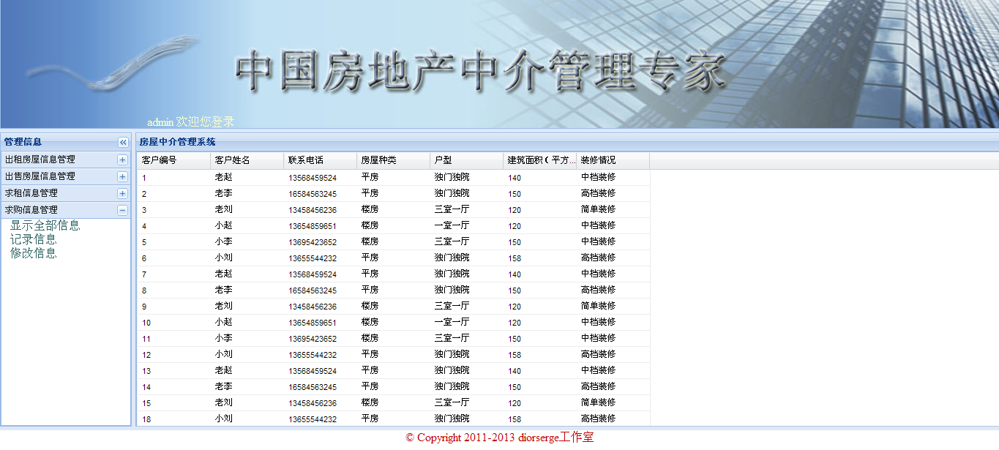 中国房地产中介管理专家
admin 欢迎您登录
管理信息
出租房屋信息管理
出售房屋信息管理
求租信息管理
求购信息管理
显示全部信息
记录信息
修改信息
房屋中介管理系统
客户编号 客户姓名 联系电话 房屋种类 户型 建筑面积（平方... 装修情况
1 老赵 13568459524 平房 独门独院 140 中档装修
2 老李 16584563245 平房 独门独院 150 高档装修
3 老刘 13458456236 楼房 三室一厅 120 简单装修
4 小赵 13654859651 楼房 一室一厅 120 中档装修
5 小李 13695423652 楼房 三室一厅 150 中档装修
6 小刘 13655544232 平房 独门独院 158 高档装修
7 老赵 13568459524 平房 独门独院 140 中档装修
8 老李 16584563245 平房 独门独院 150 高档装修
9 老刘 13458456236 楼房 三室一厅 120 简单装修
10 小赵 13654859651 楼房 一室一厅 120 中档装修
11 小李 13695423652 楼房 三室一厅 150 中档装修
12 小刘 13655544232 平房 独门独院 158 高档装修
13 老赵 13568459524 平房 独门独院 140 中档装修
14 老李 16584563245 平房 独门独院 150 高档装修
15 老刘 13458456236 楼房 三室一厅 120 简单装修
18 小刘 13655544232 平房 独门独院 158 高档装修
© Copyright 2011-2013 diorserge工作室